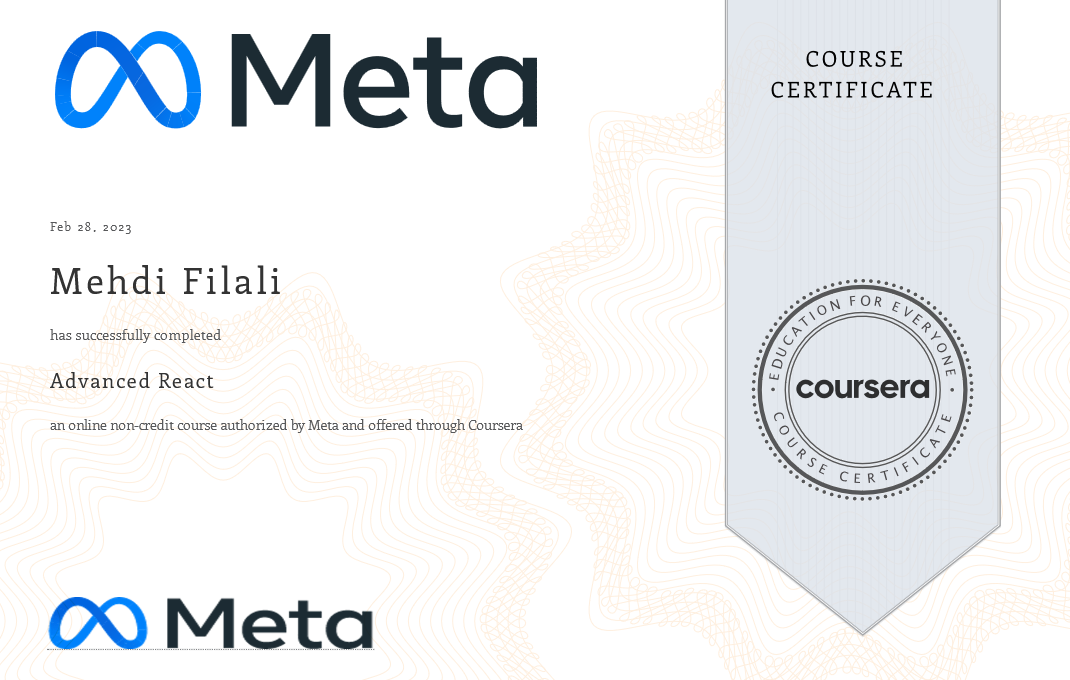 Meta
COURSE
CERTIFICATE
Feb 28, 2023
Mehdi Filali
has successfully completed
Advanced React
an online non-credit course authorized by Meta and offered through Coursera
EDUCATION FOR EVERYONE
coursera
COURSE CERTIFICATE
Meta